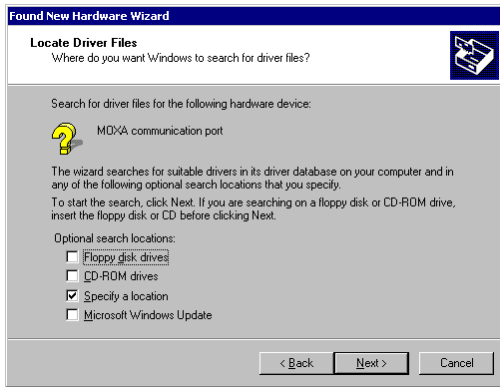 Found New Hardware Wizard
Locate Driver Files
Where do you want Windows to search for driver files?
Search for driver files for the following hardware device:
MOXA communication port
The wizard searches for suitable drivers in its driver database on your computer and in
any of the following optional search locations that you specify.
To start the search, click Next. If you are searching on a floppy disk or CD-ROM drive,
insert the floppy disk or CD before clicking Next.
Optional search locations:
Floppy disk drives
CD-ROM drives
Specify a location
Microsoft Windows Update
< Back Next > Cancel